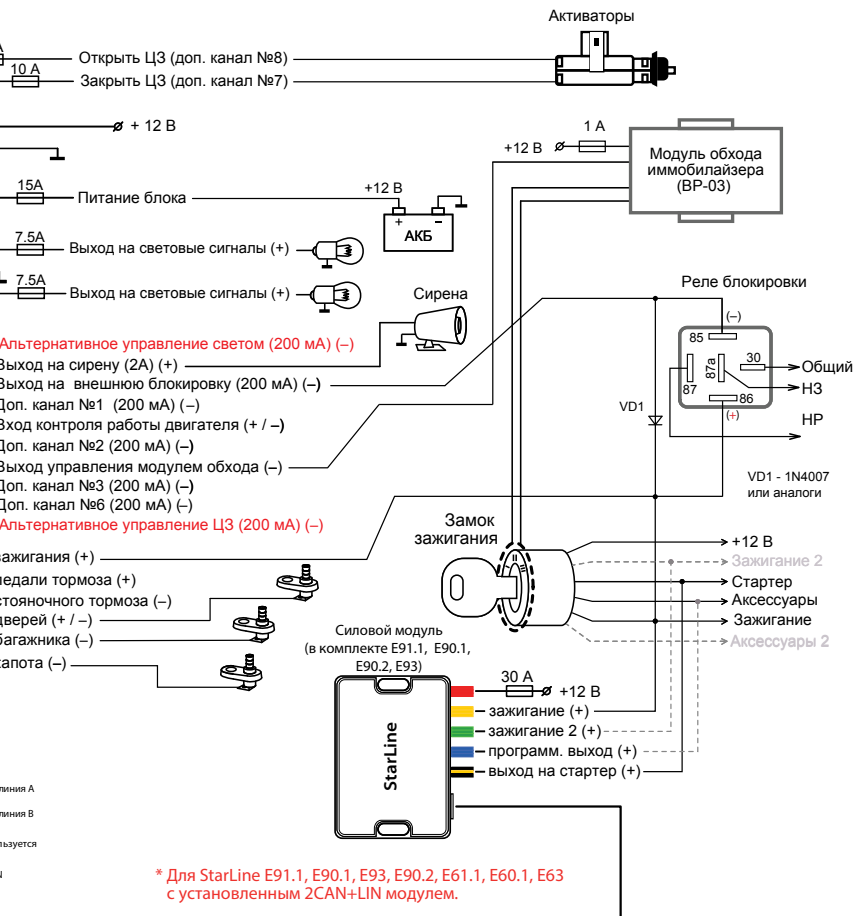 Активаторы
Открыть ЦЗ (доп. канал №8)
10 А
Закрыть ЦЗ (доп. канал №7)
+ 12 В
1 А
+12 В
Модуль обхода
иммобилайзера
(BP-03)
15А
Питание блока
+12 В
+ –
АКБ
7.5А
Выход на световые сигналы (+)
7.5А
Выход на световые сигналы (+)
Сирена
Реле блокировки
(–)
85
30
87a
87
86
(+)
Общий
НЗ
НР
VD1
VD1 - 1N4007
или аналоги
Альтернативное управление светом (200 мА) (–)
Выход на сирену (2А) (+)
Выход на внешнюю блокировку (200 мА) (–)
Доп. канал №1 (200 мА) (–)
Вход контроля работы двигателя (+ / –)
Доп. канал №2 (200 мА) (–)
Выход управления модулем обхода (–)
Доп. канал №3 (200 мА) (–)
Доп. канал №6 (200 мА) (–)
Альтернативное управление ЦЗ (200 мА) (–)
зажигания (+)
педали тормоза (+)
стояночного тормоза (–)
дверей (+ / –)
багажника (–)
капота (–)
Замок
зажигания
+12 В
Зажигание 2
Стартер
Аксессуары
Зажигание
Аксессуары 2
Силовой модуль
(в комплекте E91.1, E90.1,
E90.2, E93)
StarLine
30 А
+12 В
зажигание (+)
зажигание 2 (+)
программ. выход (+)
выход на стартер (+)
линия А
линия В
льзуется
* Для StarLine E91.1, E90.1, E93, E90.2, E61.1, E60.1, E63
с установленным 2CAN+LIN модулем.